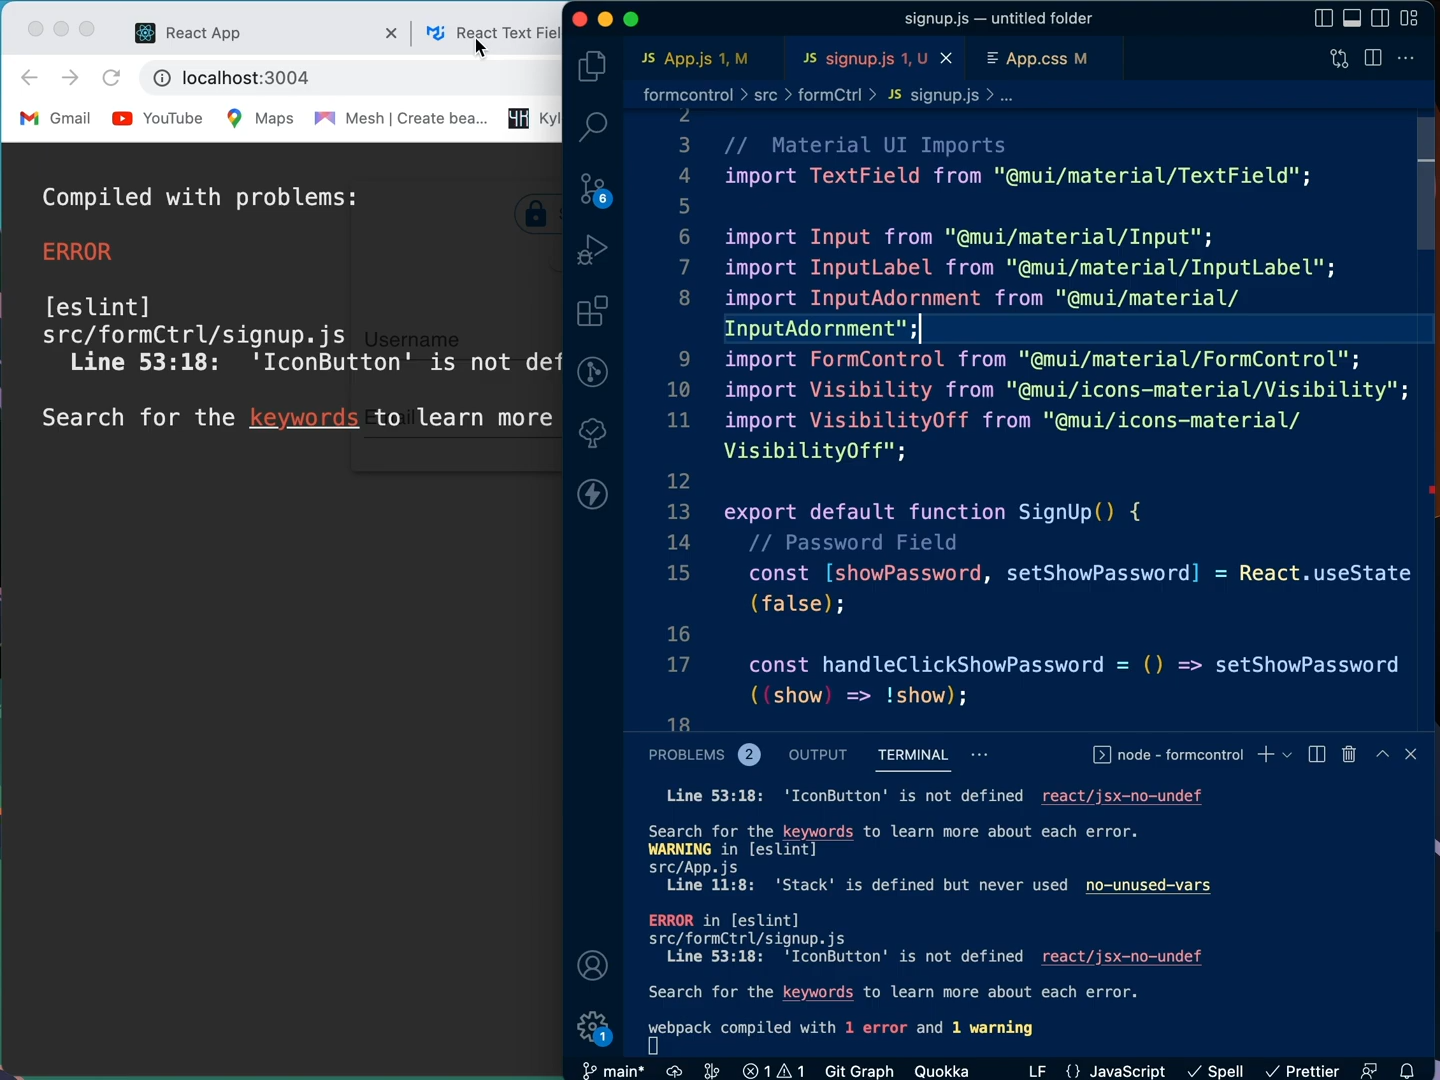 React App
React Text Fiel
localhost:3004
Gmail
YouTube
Maps
Mesh | Create bea...
Kyl
Compiled with problems:
ERROR
[eslint]
src/formCtrl/signup.js
Line 53:18: 'IconButton' is not def
Search for the keywords to learn more
Username
signup.js — untitled folder
JS App.js 1, M
JS signup.js 1, U
App.css M
formcontrol > src > formCtrl > JS signup.js > ...
2
3 // Material UI Imports
4 import TextField from "@mui/material/TextField";
5
6 import Input from "@mui/material/Input";
7 import InputLabel from "@mui/material/InputLabel";
8 import InputAdornment from "@mui/material/
InputAdornment";
9 import FormControl from "@mui/material/FormControl";
10 import Visibility from "@mui/icons-material/Visibility";
11 import VisibilityOff from "@mui/icons-material/
VisibilityOff";
12
13 export default function SignUp() {
14 // Password Field
15 const [showPassword, setShowPassword] = React.useState
(false);
16
17 const handleClickShowPassword = () => setShowPassword
((show) => !show);
18
6
1
PROBLEMS 2 OUTPUT TERMINAL ... node - formcontrol
Line 53:18: 'IconButton' is not defined react/jsx-no-undef
Search for the keywords to learn more about each error.
WARNING in [eslint]
src/App.js
Line 11:8: 'Stack' is defined but never used no-unused-vars
ERROR in [eslint]
src/formCtrl/signup.js
Line 53:18: 'IconButton' is not defined react/jsx-no-undef
Search for the keywords to learn more about each error.
webpack compiled with 1 error and 1 warning
main* 1 1 Git Graph Quokka LF {} JavaScript Spell Prettier